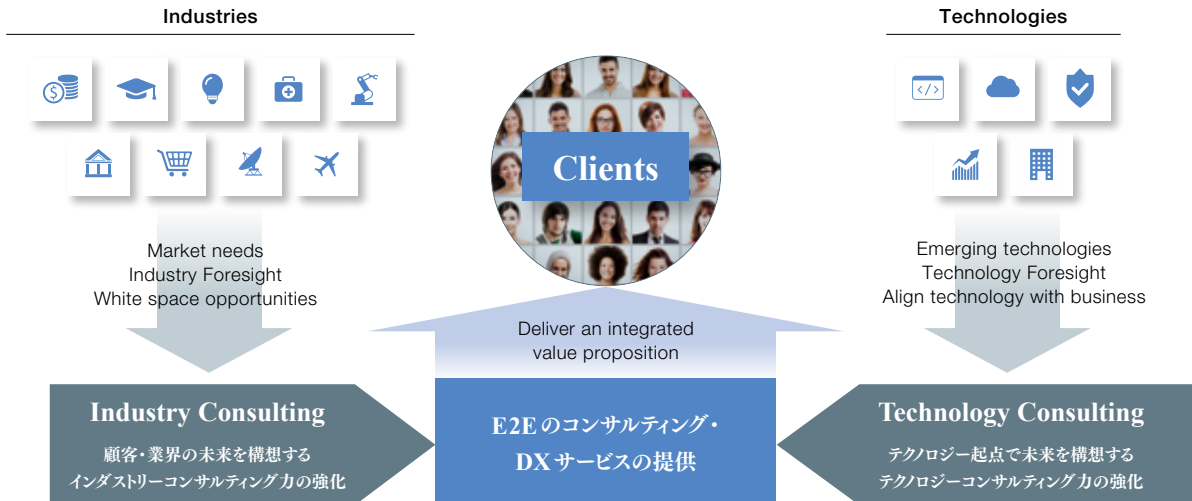 Industries
Technologies
$
</>
Clients
Market needs
Industry Foresight
White space opportunities
Emerging technologies
Technology Foresight
Align technology with business
Deliver an integrated
value proposition
Industry Consulting
顧客・業界の未来を構想する
インダストリーコンサルティング力の強化
E2Eのコンサルティング・
DXサービスの提供
Technology Consulting
テクノロジー起点で未来を構想する
テクノロジーコンサルティング力の強化